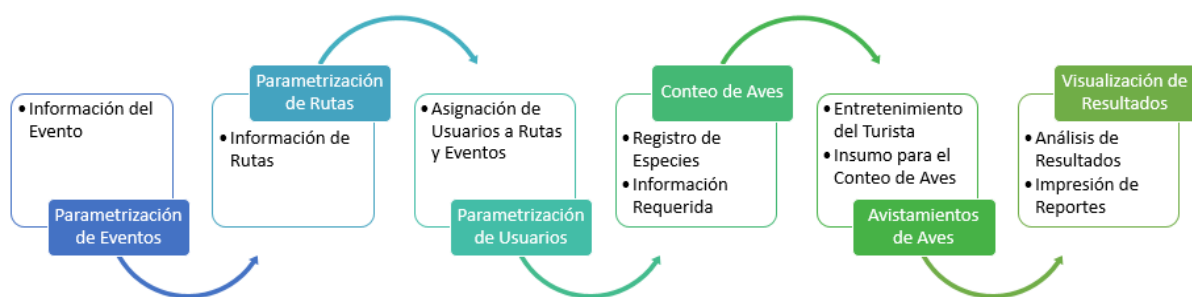 • Información del
Evento
Parametrización
de Eventos
Parametrización
de Rutas
• Información de
Rutas
• Asignación de
Usuarios a Rutas
y Eventos
Parametrización
de Usuarios
Conteo de Aves
• Registro de
Especies
• Información
Requerida
• Entretenimiento
del Turista
• Insumo para el
Conteo de Aves
Avistamientos
de Aves
Visualización de
Resultados
• Análisis de
Resultados
• Impresión de
Reportes